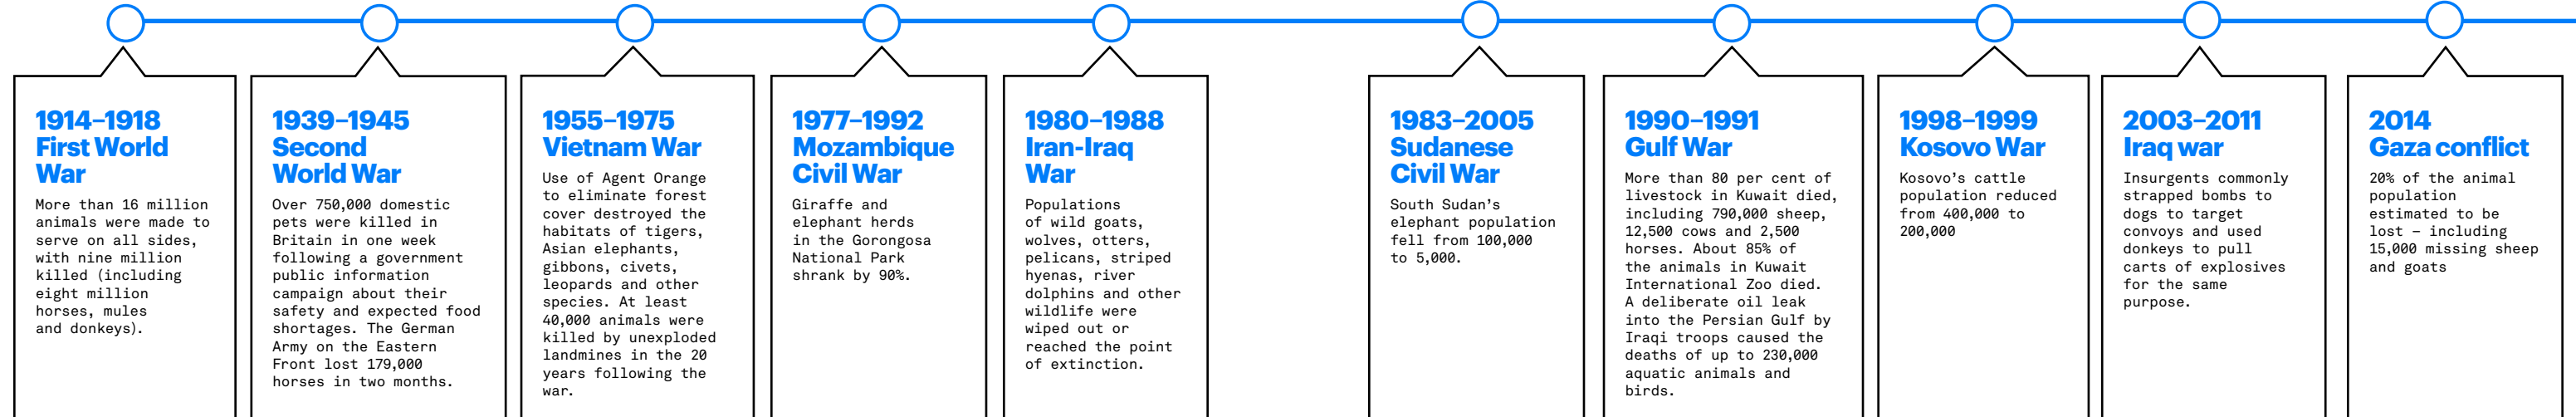 1914–1918
First World
War
More than 16 million
animals were made to
serve on all sides,
with nine million
killed (including
eight million
horses, mules
and donkeys).
1939–1945
Second
World War
Over 750,000 domestic
pets were killed in
Britain in one week
following a government
public information
campaign about their
safety and expected food
shortages. The German
Army on the Eastern
Front lost 179,000
horses in two months.
1955–1975
Vietnam War
Use of Agent Orange
to eliminate forest
cover destroyed the
habitats of tigers,
Asian elephants,
gibbons, civets,
leopards and other
species. At least
40,000 animals were
killed by unexploded
landmines in the 20
years following the
war.
1977–1992
Mozambique
Civil War
Giraffe and
elephant herds
in the Gorongosa
National Park
shrank by 90%.
1980–1988
Iran-Iraq
War
Populations
of wild goats,
wolves, otters,
pelicans, striped
hyenas, river
dolphins and other
wildlife were
wiped out or
reached the point
of extinction.
1983–2005
Sudanese
Civil War
South Sudan's
elephant population
fell from 100,000
to 5,000.
1990–1991
Gulf War
More than 80 per cent of
livestock in Kuwait died,
including 790,000 sheep,
12,500 cows and 2,500
horses. About 85% of
the animals in Kuwait
International Zoo died.
A deliberate oil leak
into the Persian Gulf by
Iraqi troops caused the
deaths of up to 230,000
aquatic animals and
birds.
1998–1999
Kosovo War
Kosovo's cattle
population reduced
from 400,000 to
200,000
2003–2011
Iraq war
Insurgents commonly
strapped bombs to
dogs to target
convoys and used
donkeys to pull
carts of explosives
for the same
purpose.
2014
Gaza conflict
20% of the animal
population
estimated to be
lost – including
15,000 missing sheep
and goats